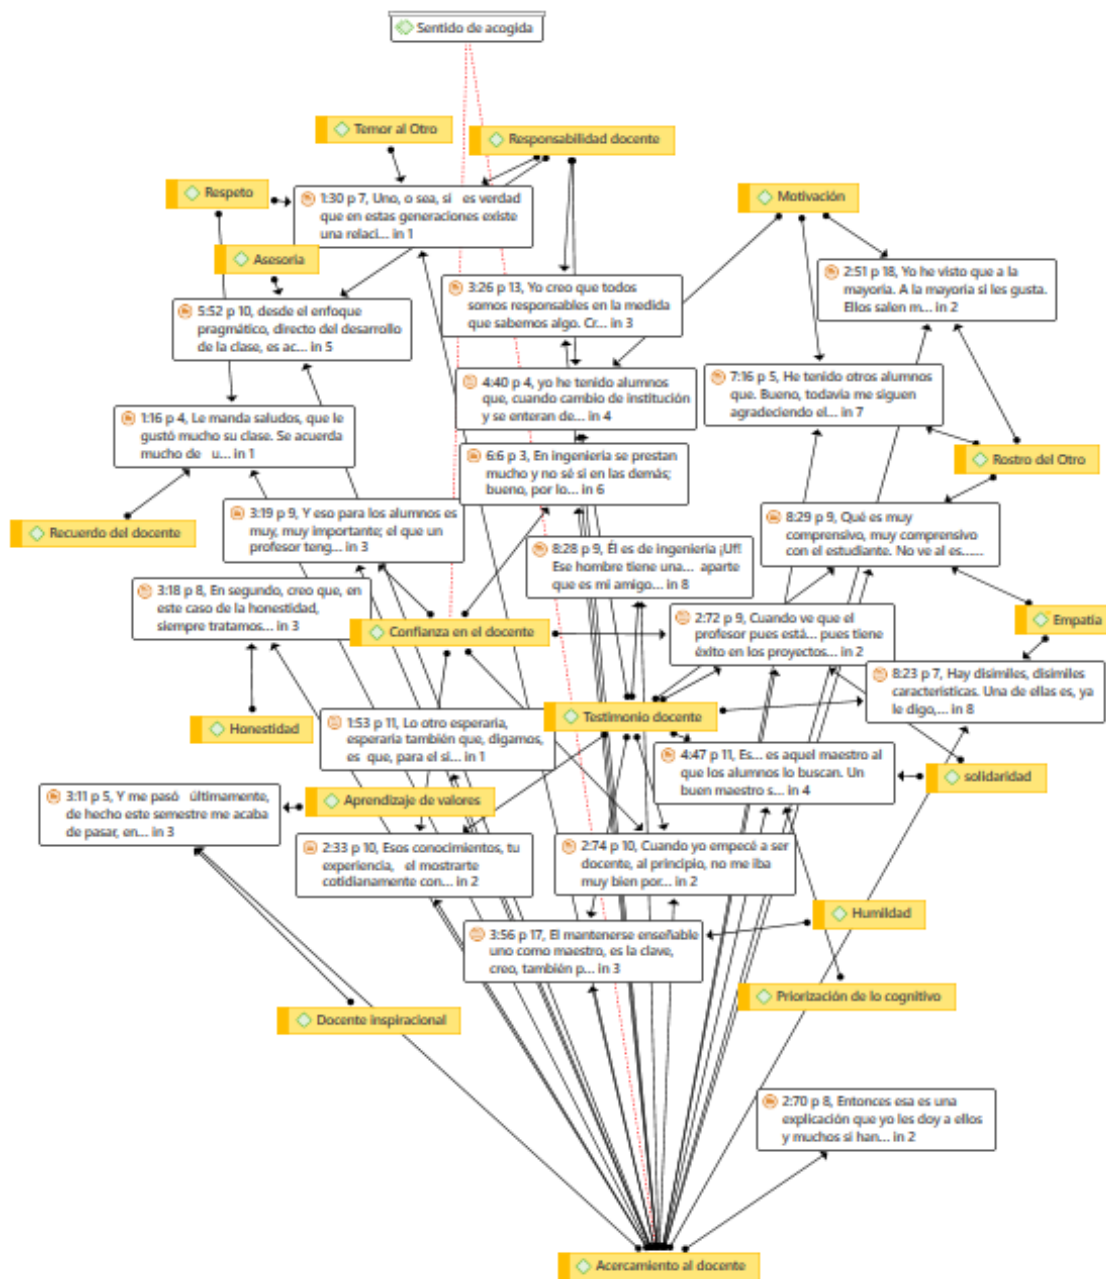 Sentido de acogida
Temor al Otro
Responsabilidad docente
Respeto
1:30 p 7, Uno, o sea, si es verdad
que en estas generaciones existe
una relaci... in 1
Motivación
Asesoria
2:51 p 18, Yo he visto que a la
mayoria. A la mayoria si les gusta.
Ellos salen m... in 2
3:26 p 13, Yo creo que todos
somos responsables en la medida
que sabemos algo. Cr... in 3
5:52 p 10, desde el enfoque
pragmático, directo del desarrollo
de la clase, es ac... in 5
4:40 p 4, yo he tenido alumnos
que, cuando cambio de institución
y se enteran de... in 4
7:16 p 5, He tenido otros alumnos
que. Bueno, todavia me siguen
agradeciendo el... in 7
1:16 p 4, Le manda saludos, que le
gustó mucho su clase. Se acuerda
mucho de u... in 1
6:6 p 3, En ingenieria se prestan
mucho y no sé si en las demás;
bueno, por lo... in 6
Rostro del Otro
Recuerdo del docente
3:19 p 9, Y eso para los alumnos es
muy, muy importante; el que un
profesor teng... in 3
8:29 p 9, Qué es muy
comprensivo, muy comprensivo
con el estudiante. No ve al es......
8:28 p 9, Él es de ingenieria ¡Uf!
Ese hombre tiene una... aparte
que es mi amigo... in 8
3:18 p 8, En segundo, creo que, en
este caso de la honestidad,
siempre tratamos... in 3
Confianza en el docente
2:72 p 9, Cuando ve que el
profesor pues está... pues tiene
éxito en los proyectos... in 2
Empatía
8:23 p 7, Hay disimiles, disimiles
características. Una de ellas es, ya
le digo,... in 8
Honestidad
1:53 p 11, Lo otro esperaria,
esperaria también que, digamos,
es que, para el si... in 1
Testimonio docente
4:47 p 11, Es... es aquel maestro al
que los alumnos lo buscan. Un
buen maestro s... in 4
solidaridad
3:11 p 5, Y me pasó últimamente,
de hecho este semestre me acaba
de pasar, en... in 3
Aprendizaje de valores
2:33 p 10, Esos conocimientos, tu
experiencia, el mostrarte
cotidianamente con... in 2
2:74 p 10, Cuando yo empecé a ser
docente, al principio, no me iba
muy bien por... in 2
Humildad
3:56 p 17, El mantenerse enseñable
uno como maestro, es la clave,
creo, también p... in 3
Priorización de lo cognitivo
Docente inspiracional
2:70 p 8, Entonces esa es una
explicación que yo les doy a ellos
y muchos si han... in 2
Acercamiento al docente